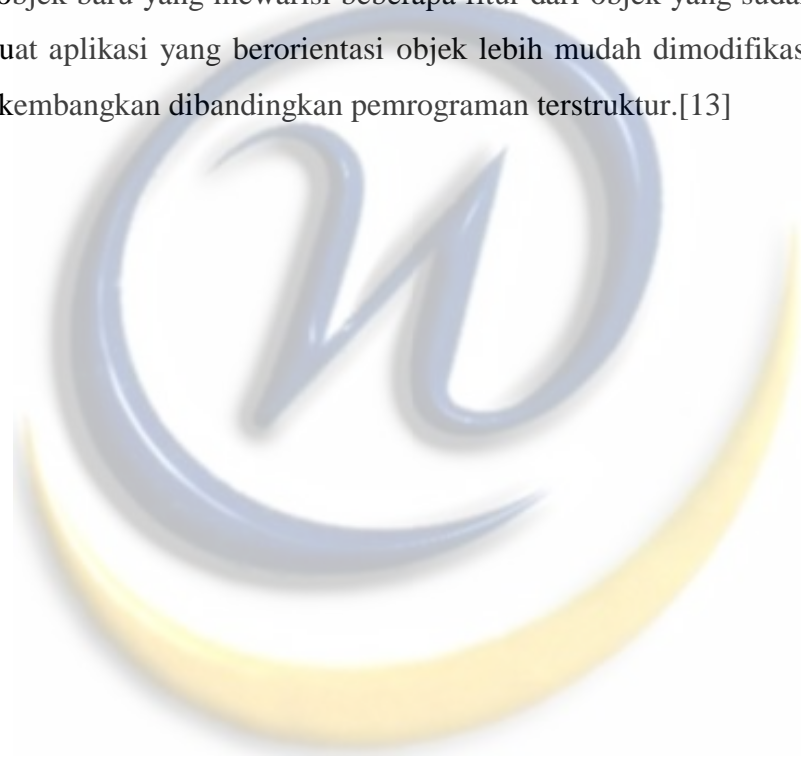 objek baru yang mewarisi beberapa fitur dari objek yang sudah
uat aplikasi yang berorientasi objek lebih mudah dimodifikas
kembangkan dibandingkan pemrograman terstruktur.[13]